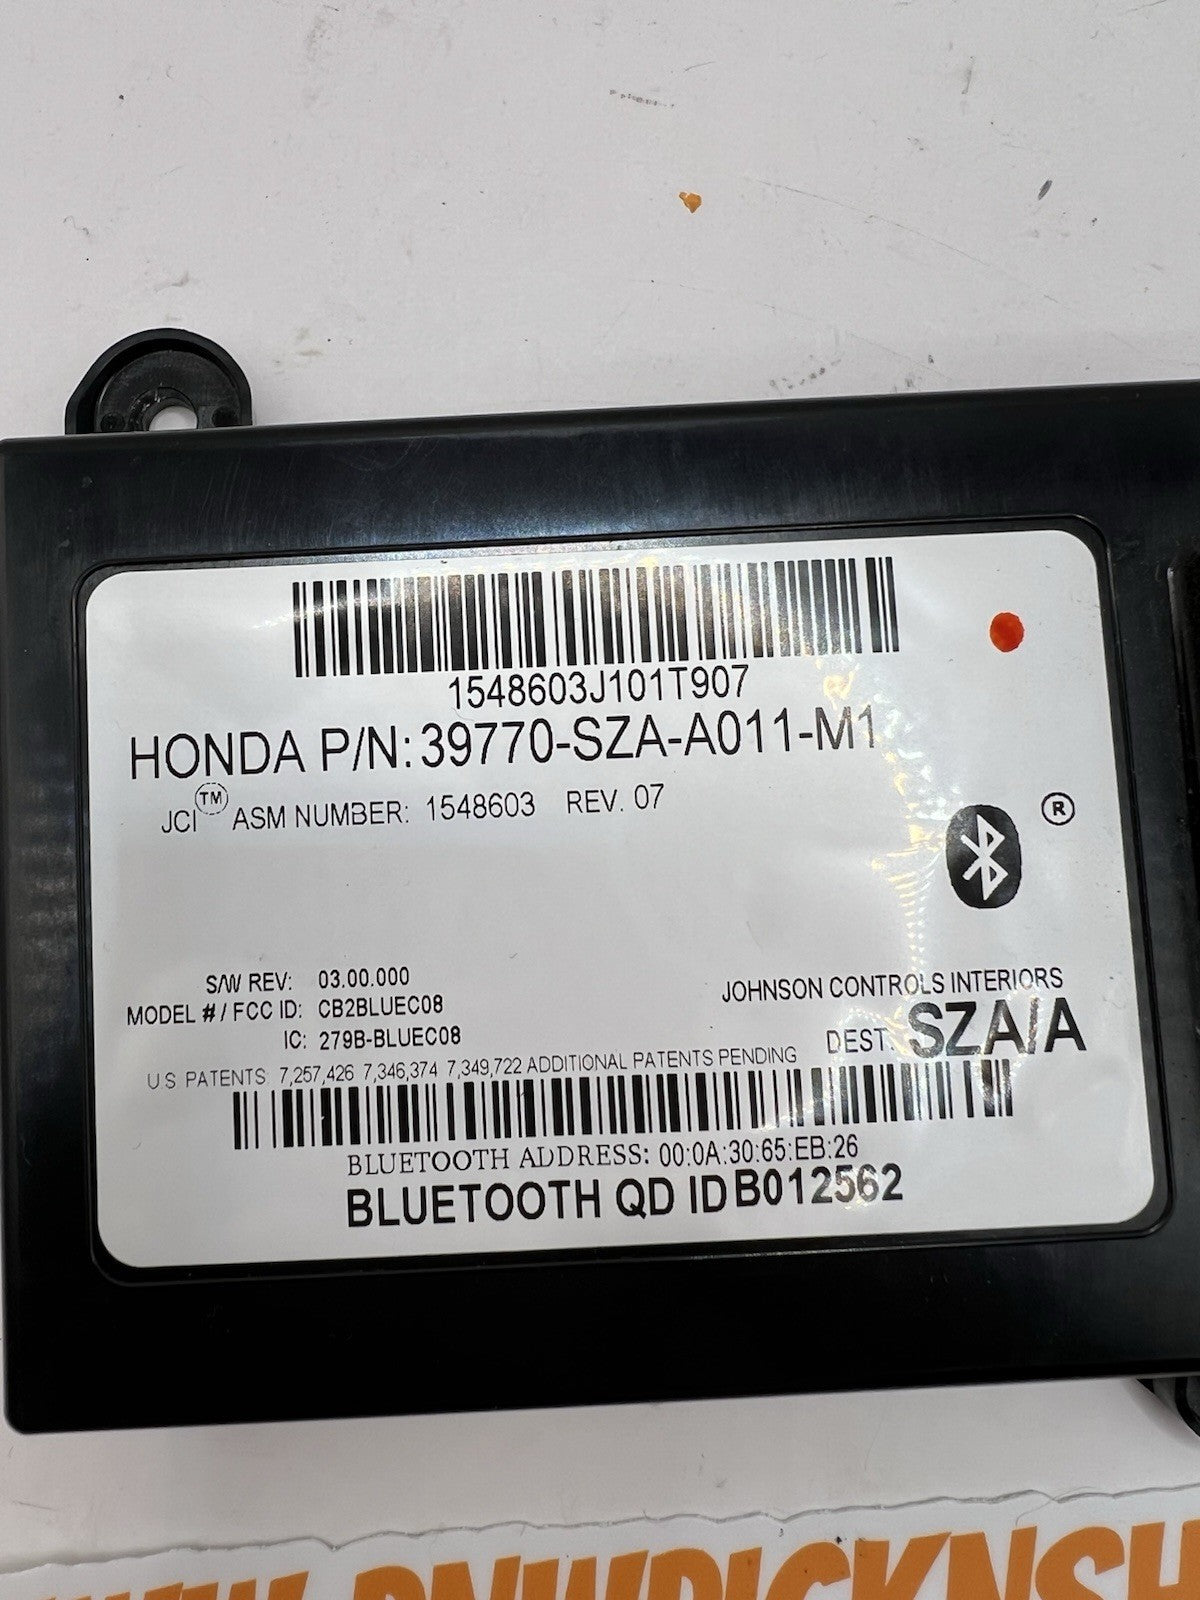 1548603J101T907
HONDA P/N: 39770-SZA-A011-M1
JCI™ ASM NUMBER: 1548603 REV. 07
®
S/W REV: 03.00.000
MODEL # / FCC ID: CB2BLUEC08
IC: 279B-BLUEC08
JOHNSON CONTROLS INTERIORS
DEST. SZA/A
U.S PATENTS 7,257,426 7,346,374 7,349,722 ADDITIONAL PATENTS PENDING
BLUETOOTH ADDRESS: 00:0A:30:65:EB:26
BLUETOOTH QD ID B012562
WWW.PNWPICKNSH